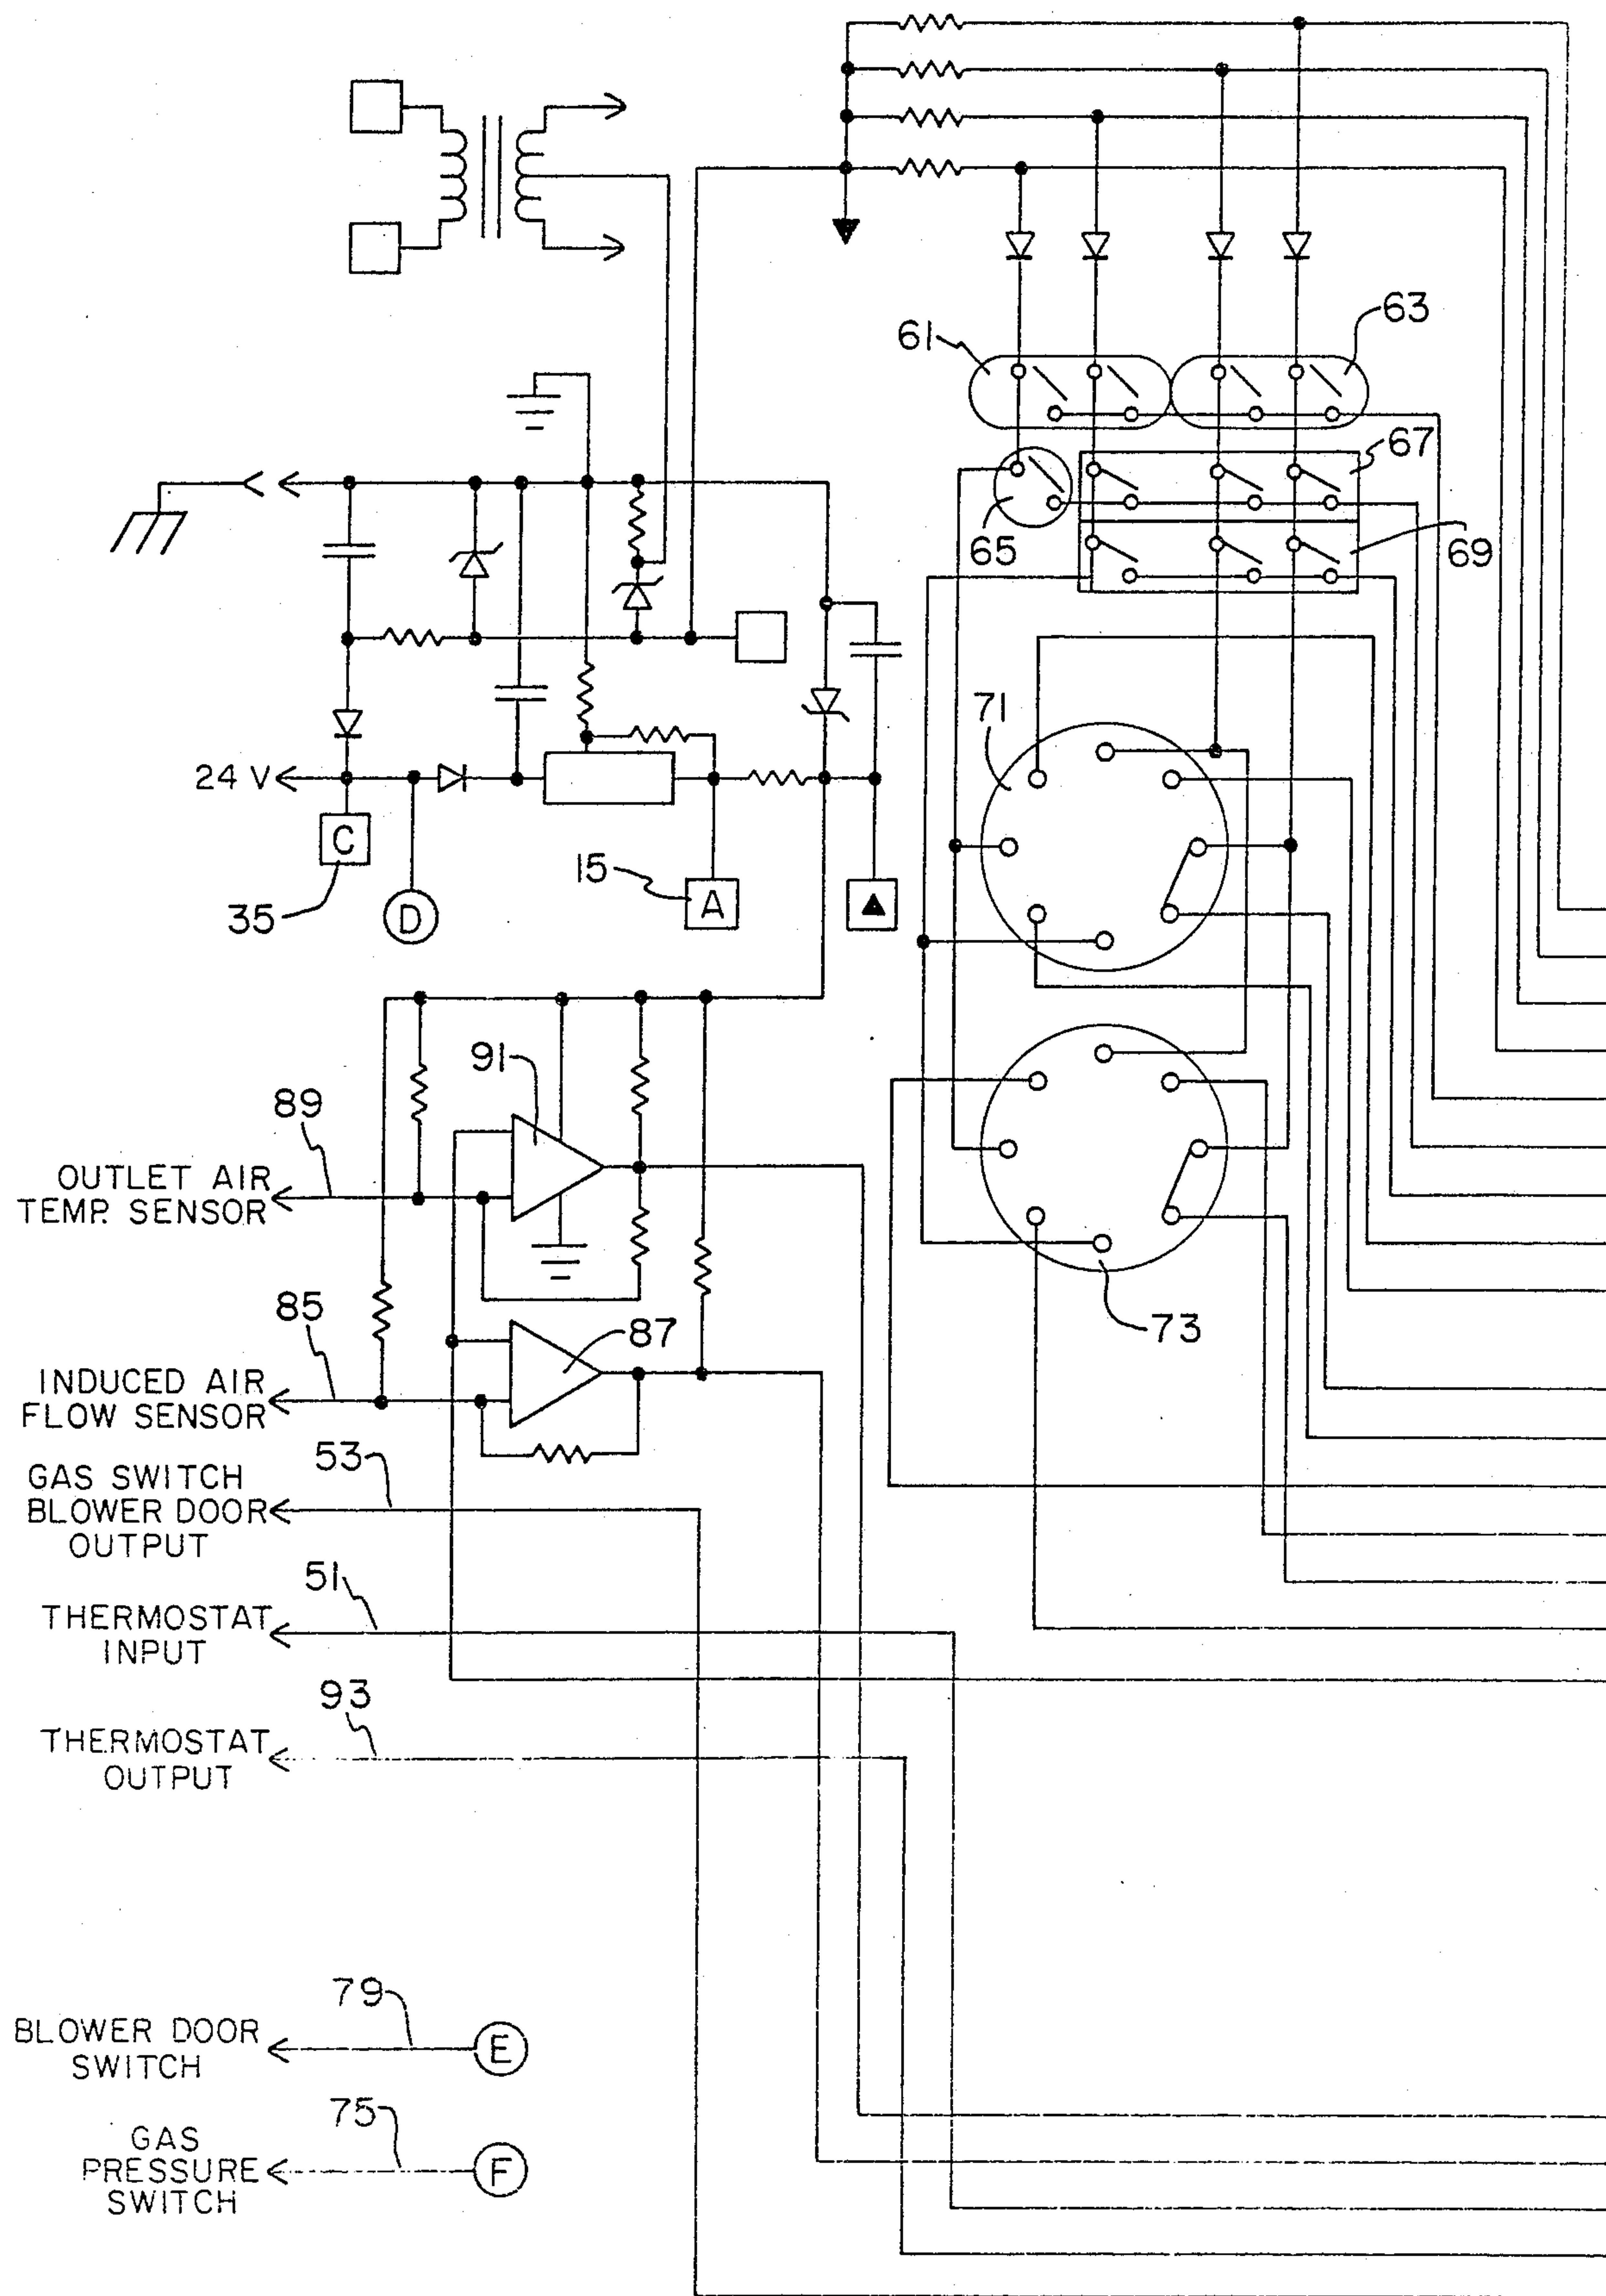 61
63
67
65
69
71
24 V
C
15
35
D
A
91
89
OUTLET AIR
TEMP. SENSOR
73
85
87
INDUCED AIR
FLOW SENSOR
53
GAS SWITCH
BLOWER DOOR
OUTPUT
51
THERMOSTAT
INPUT
93
THERMOSTAT
OUTPUT
79
BLOWER DOOR
SWITCH
E
75
GAS
PRESSURE
SWITCH
F